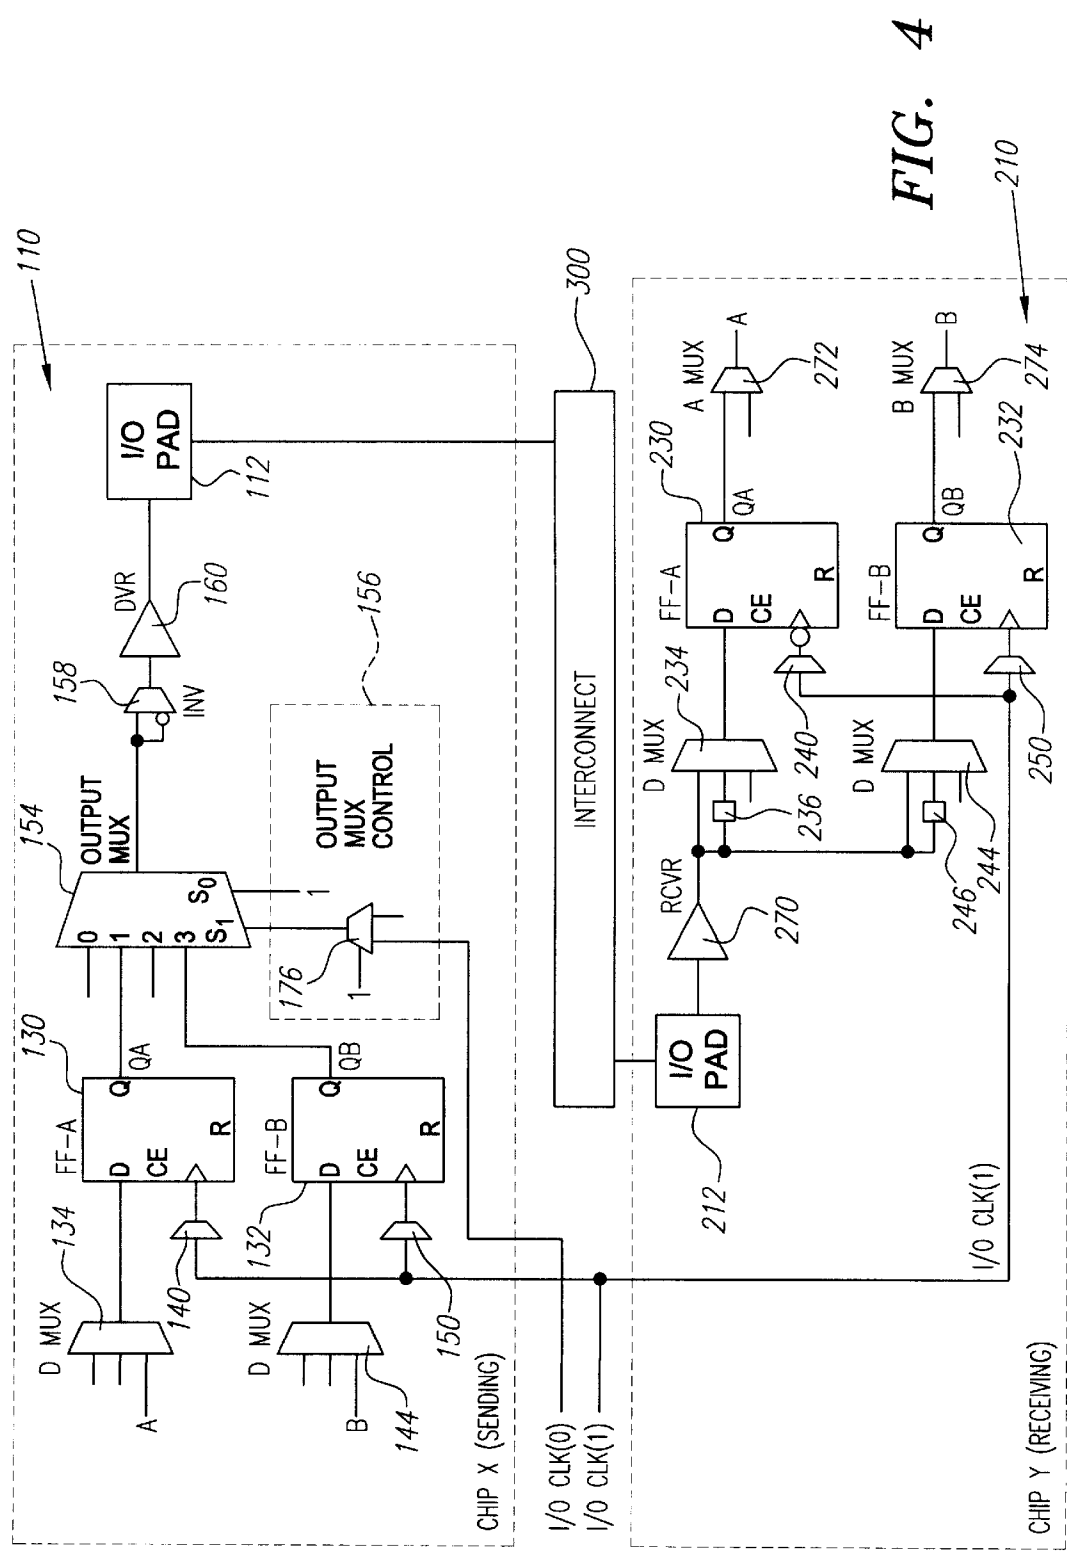 110
I/O
PAD
112
DVR
160
158
INV
154
OUTPUT
MUX
0
1
2
3
S1
S0
1
OUTPUT
MUX
CONTROL
156
176
1
130
QA
FF-A
Q
D
CE
R
QB
FF-B
Q
D
CE
R
132
D MUX
134
A
140
D MUX
B
144
150
CHIP X (SENDING)
I/O CLK(0)
I/O CLK(1)
INTERCONNECT
300
I/O
PAD
212
RCVR
270
D MUX
234
236
240
FF-A
230
D
CE
Q
R
QA
A MUX
A
272
D MUX
244
246
250
FF-B
232
D
CE
Q
R
QB
B MUX
B
274
I/O CLK(1)
CHIP Y (RECEIVING)
210
FIG. 4